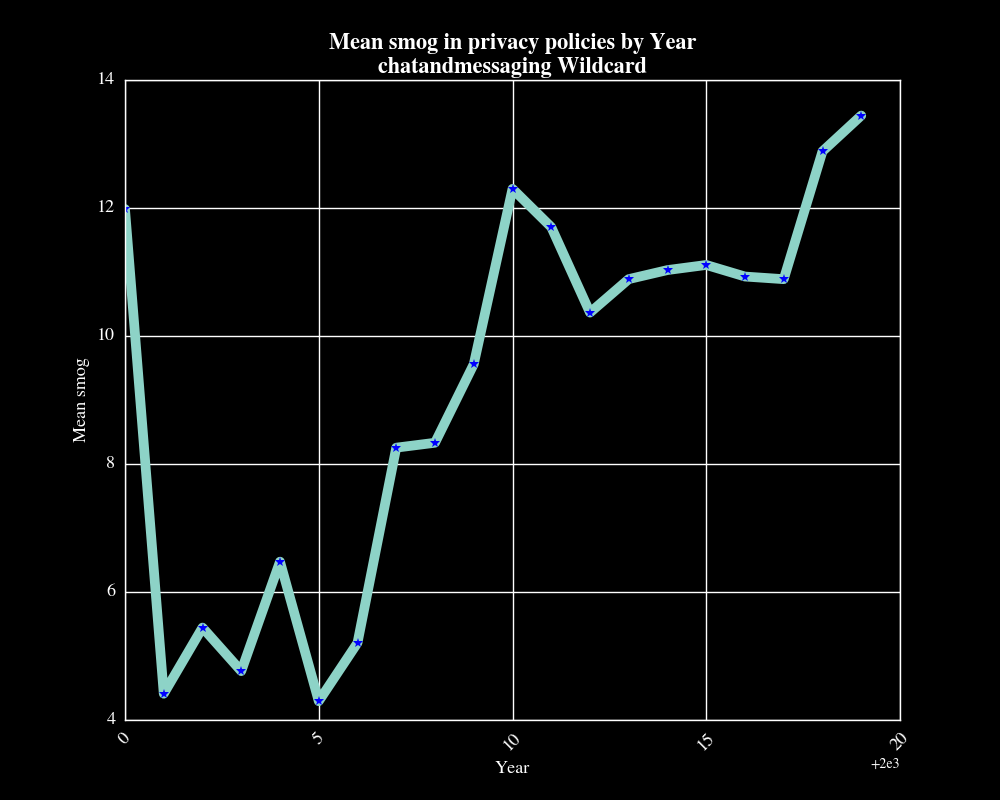 Mean smog in privacy policies by Year
chatandmessaging Wildcard
14
12
10
8
6
4
Mean smog
0
5
10
15
20
Year
+2e3